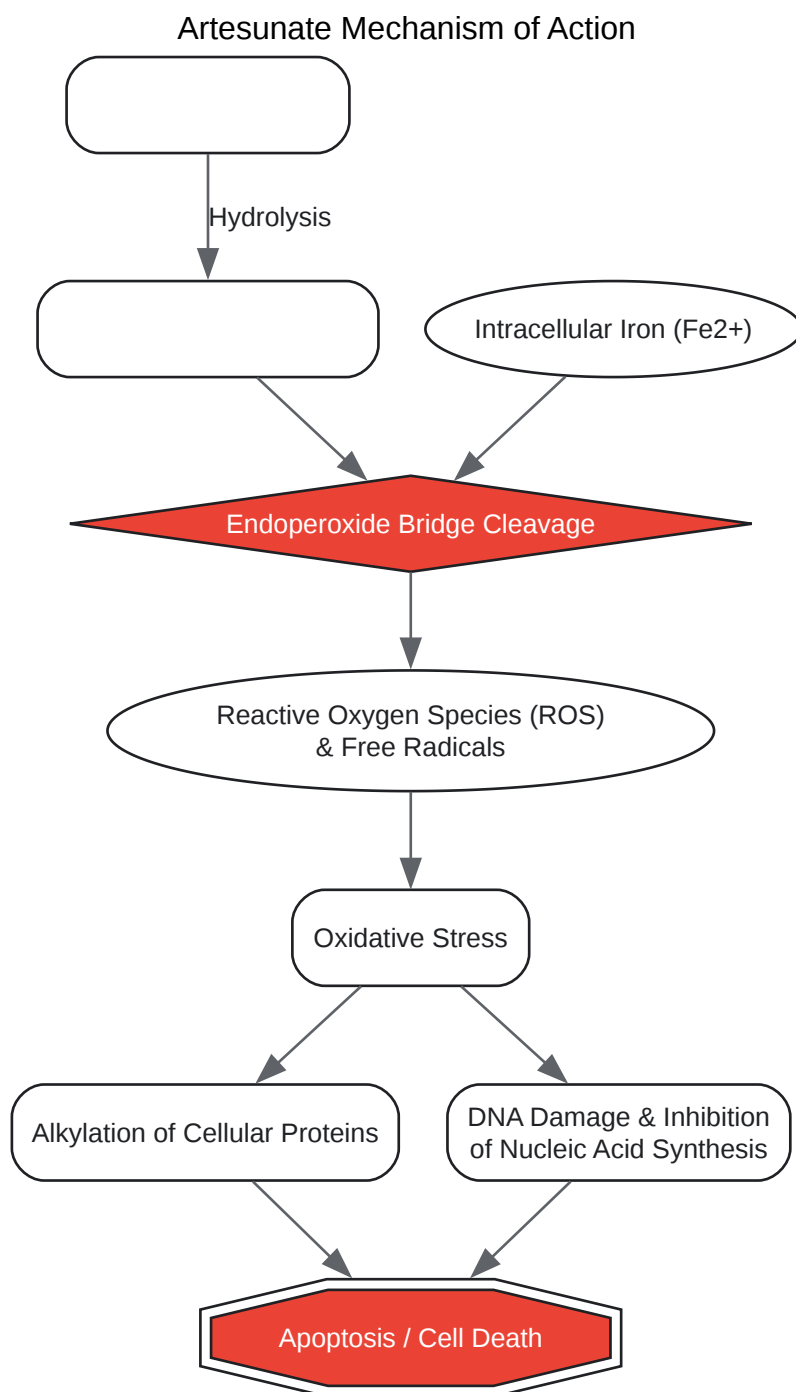 Artesunate Mechanism of Action
Hydrolysis
Intracellular Iron (Fe2+)
Endoperoxide Bridge Cleavage
Reactive Oxygen Species (ROS)
& Free Radicals
Oxidative Stress
Alkylation of Cellular Proteins
DNA Damage & Inhibition
of Nucleic Acid Synthesis
Apoptosis / Cell Death